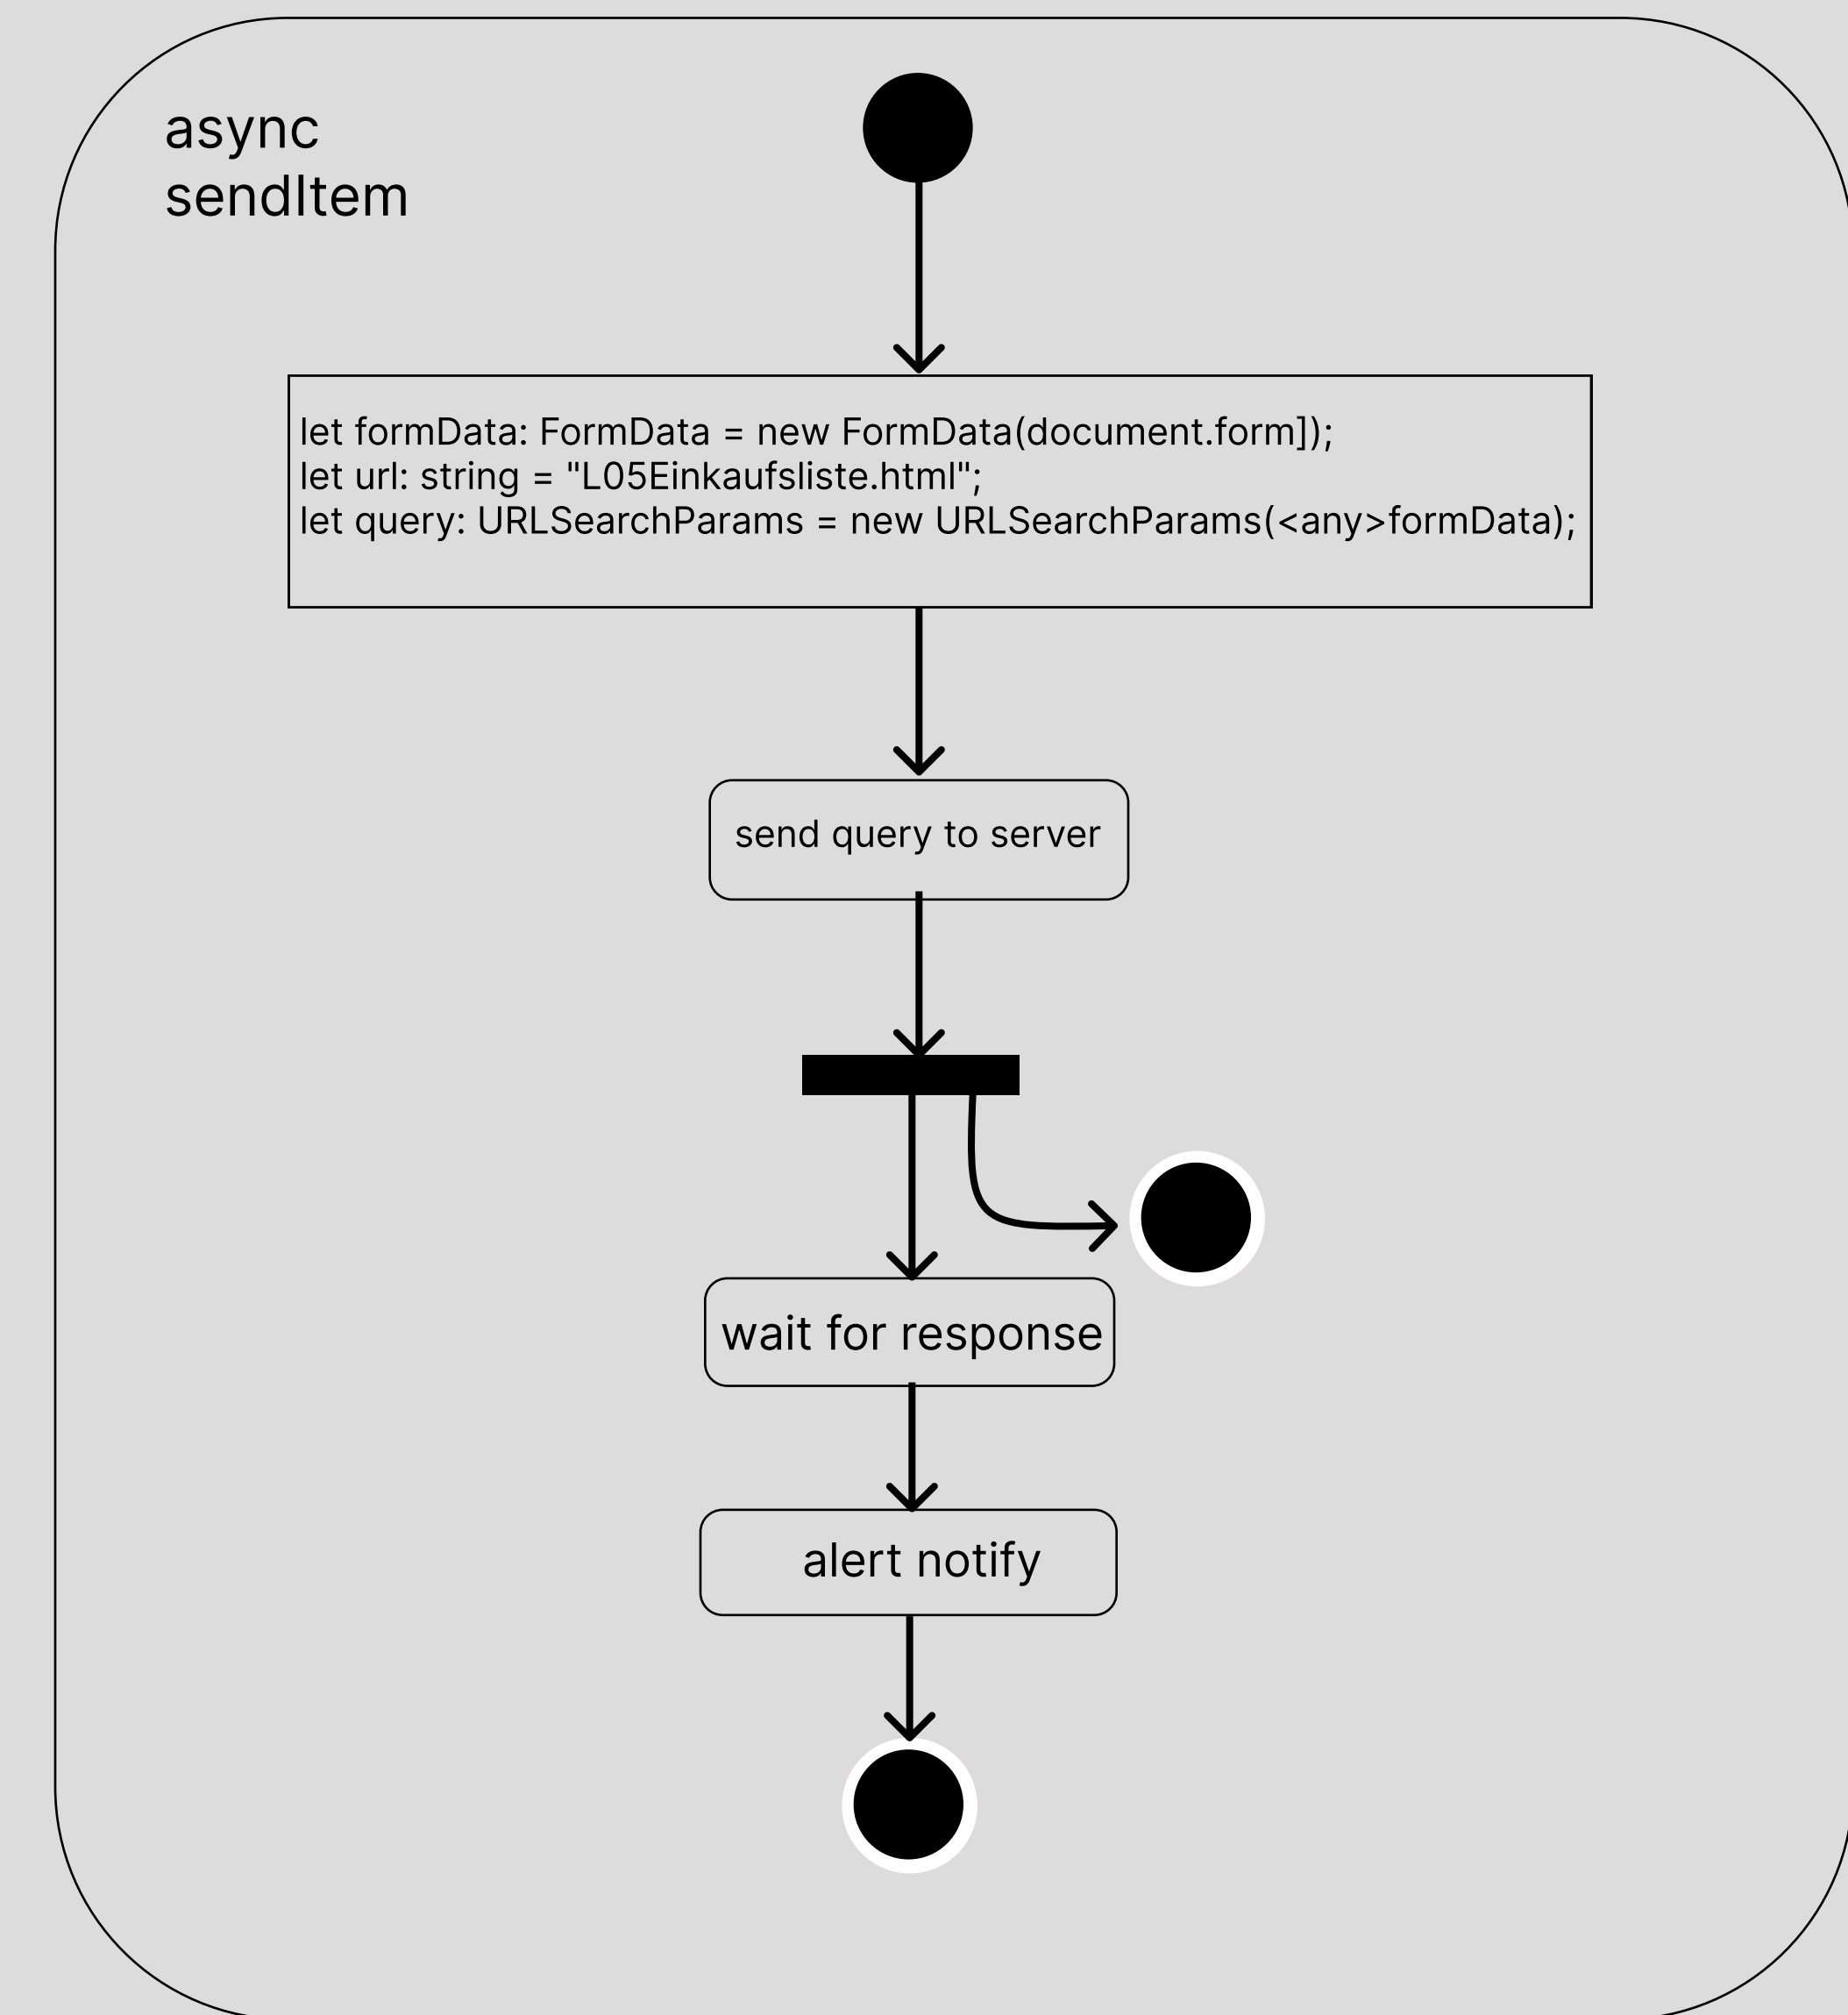 async
sendItem
let formData: FormData = new FormData(document.form]);
let url: string = "L05Einkaufsliste.html";
let query: URLSearchParams = new URLSearchParams(<any>formData);
send query to server
wait for response
alert notify